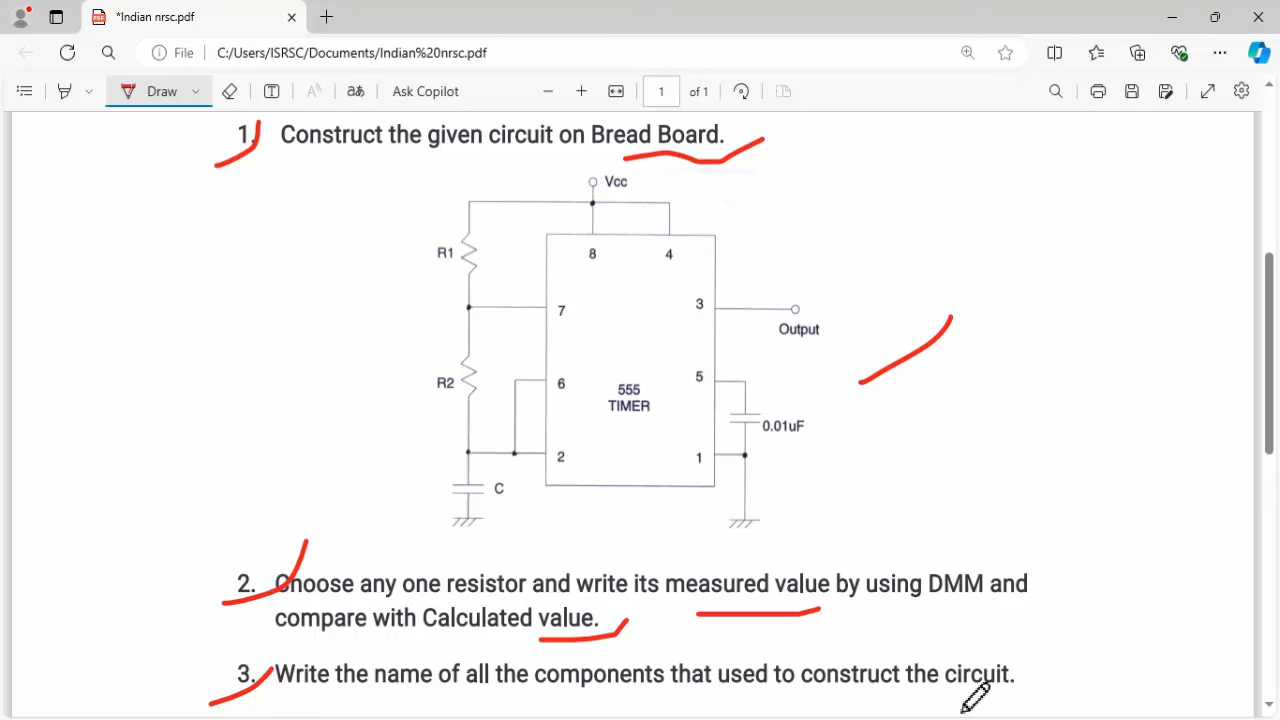 *Indian nrsc.pdf
File
C:/Users/ISRSC/Documents/Indian%20nrsc.pdf
Draw
Ask Copilot
1
of 1
1. Construct the given circuit on Bread Board.
Vcc
R1
8
4
7
3
Output
R2
6
5
555
TIMER
0.01uF
2
1
C
2. Choose any one resistor and write its measured value by using DMM and
compare with Calculated value.
3. Write the name of all the components that used to construct the circuit.